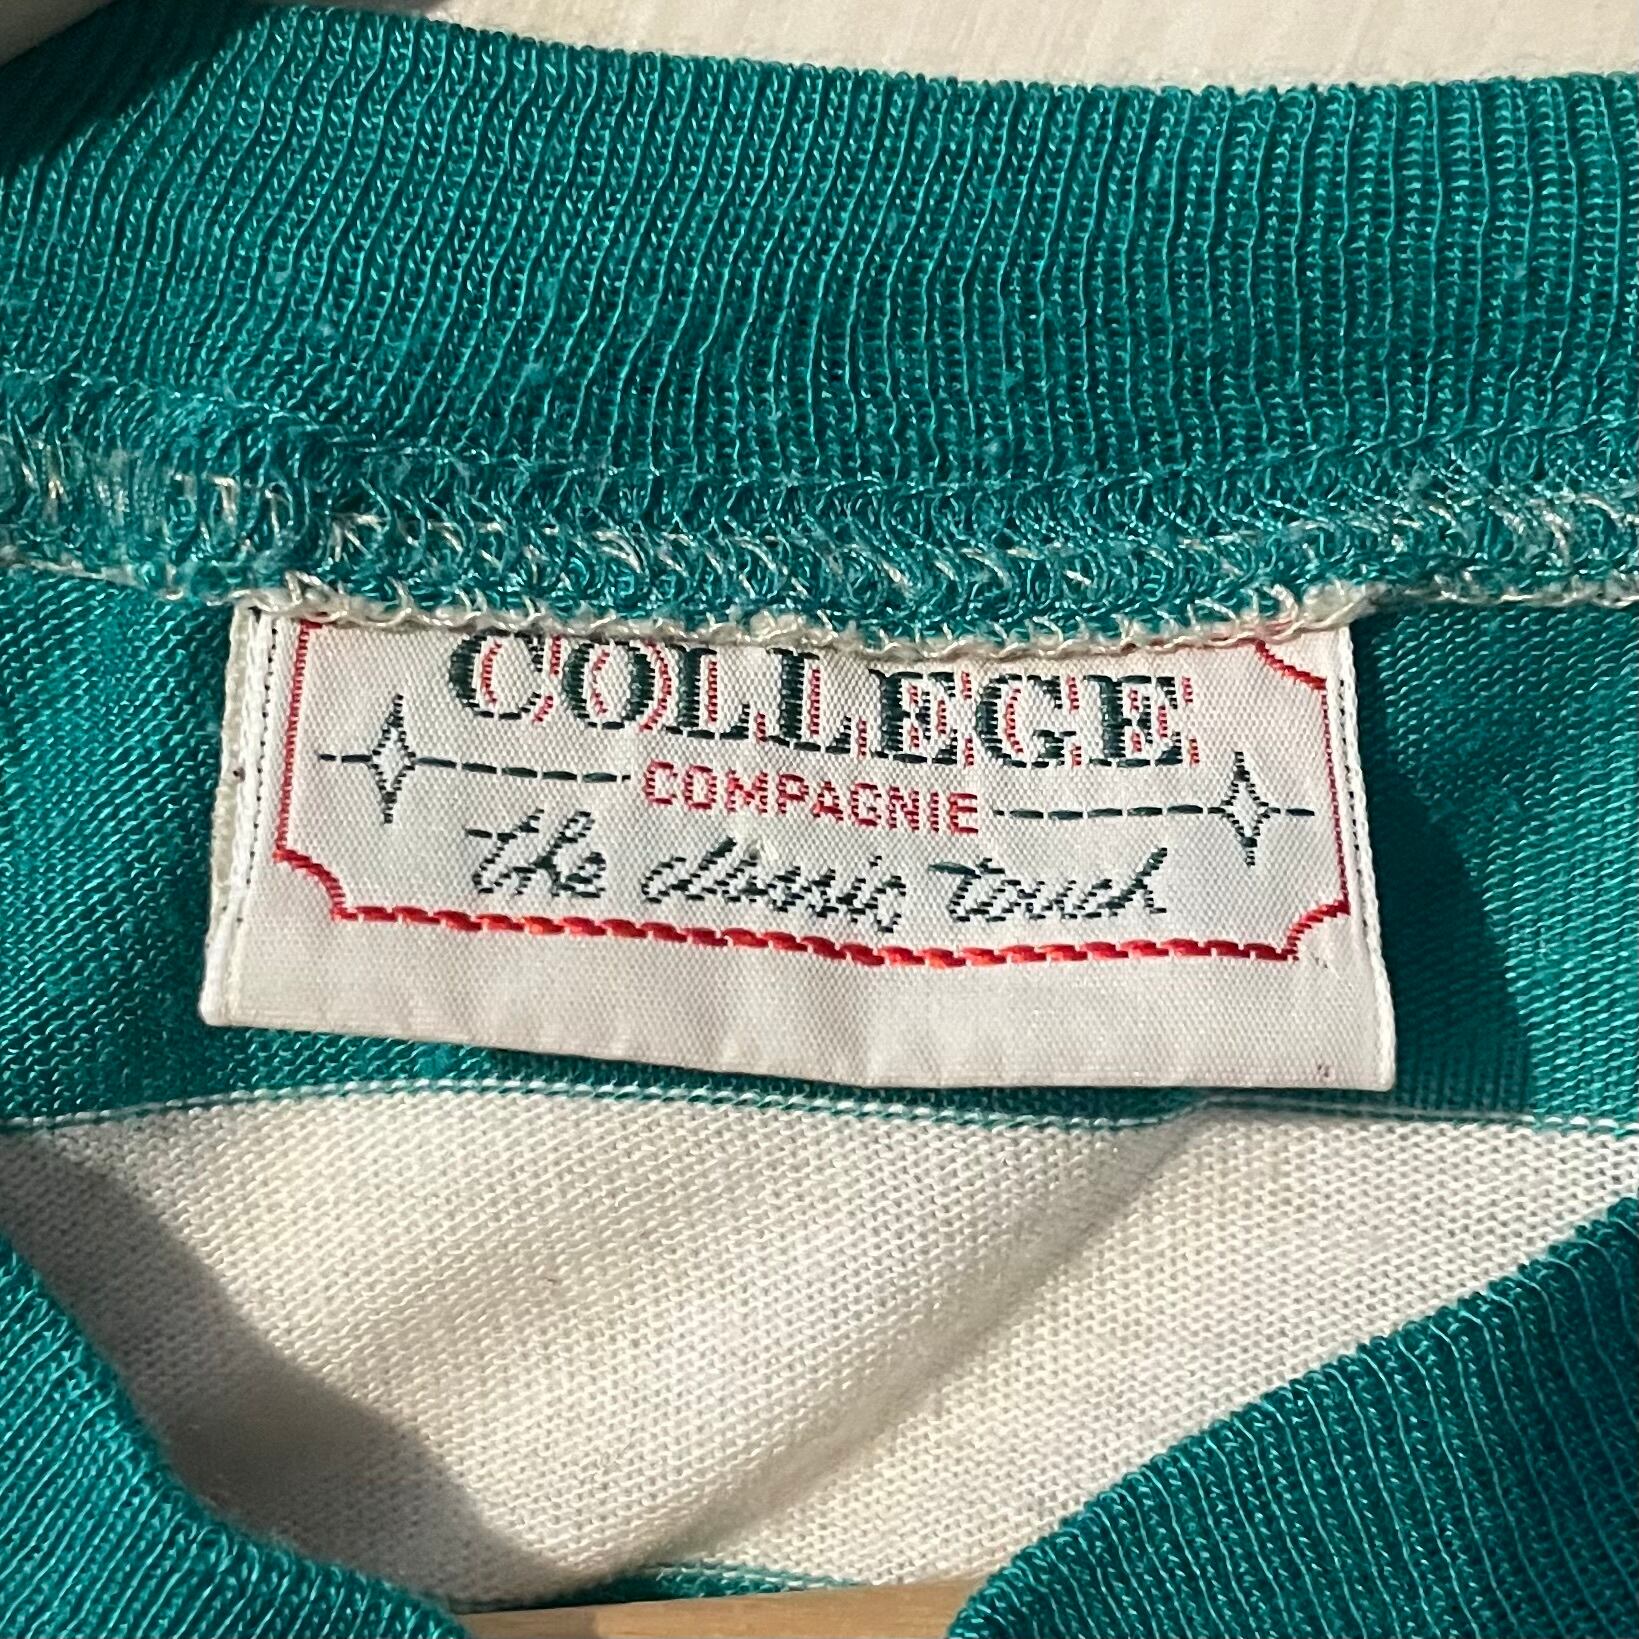 COLLEGE
COMPAGNIE
the classic touch